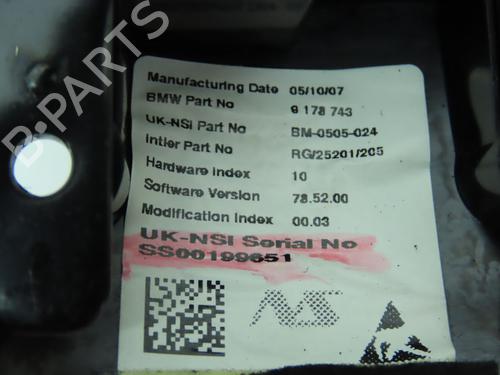 B-PARTS
Manufacturing Date 05/10/07
BMW Part No 9 178 743
UK-NSI Part No BM-0505-024
Intier Part No RG/25201/205
Hardware Index 10
Software Version 78.52.00
Modification Index 00.03
UK-NSI Serial No
SS00199651